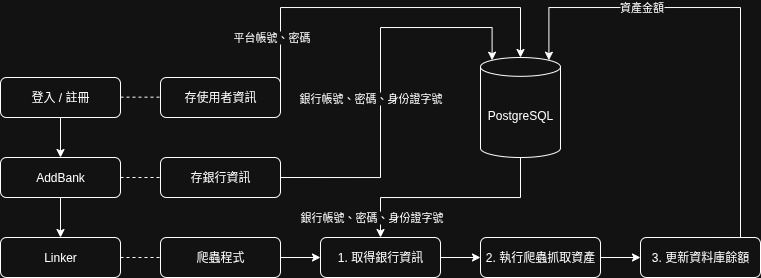 資產金額
平台帳號、密碼
登入 / 註冊
存使用者資訊
銀行帳號、密碼、身份證字號
PostgreSQL
AddBank
存銀行資訊
銀行帳號、密碼、身份證字號
Linker
爬蟲程式
1. 取得銀行資訊
2. 執行爬蟲抓取資產
3. 更新資料庫餘額